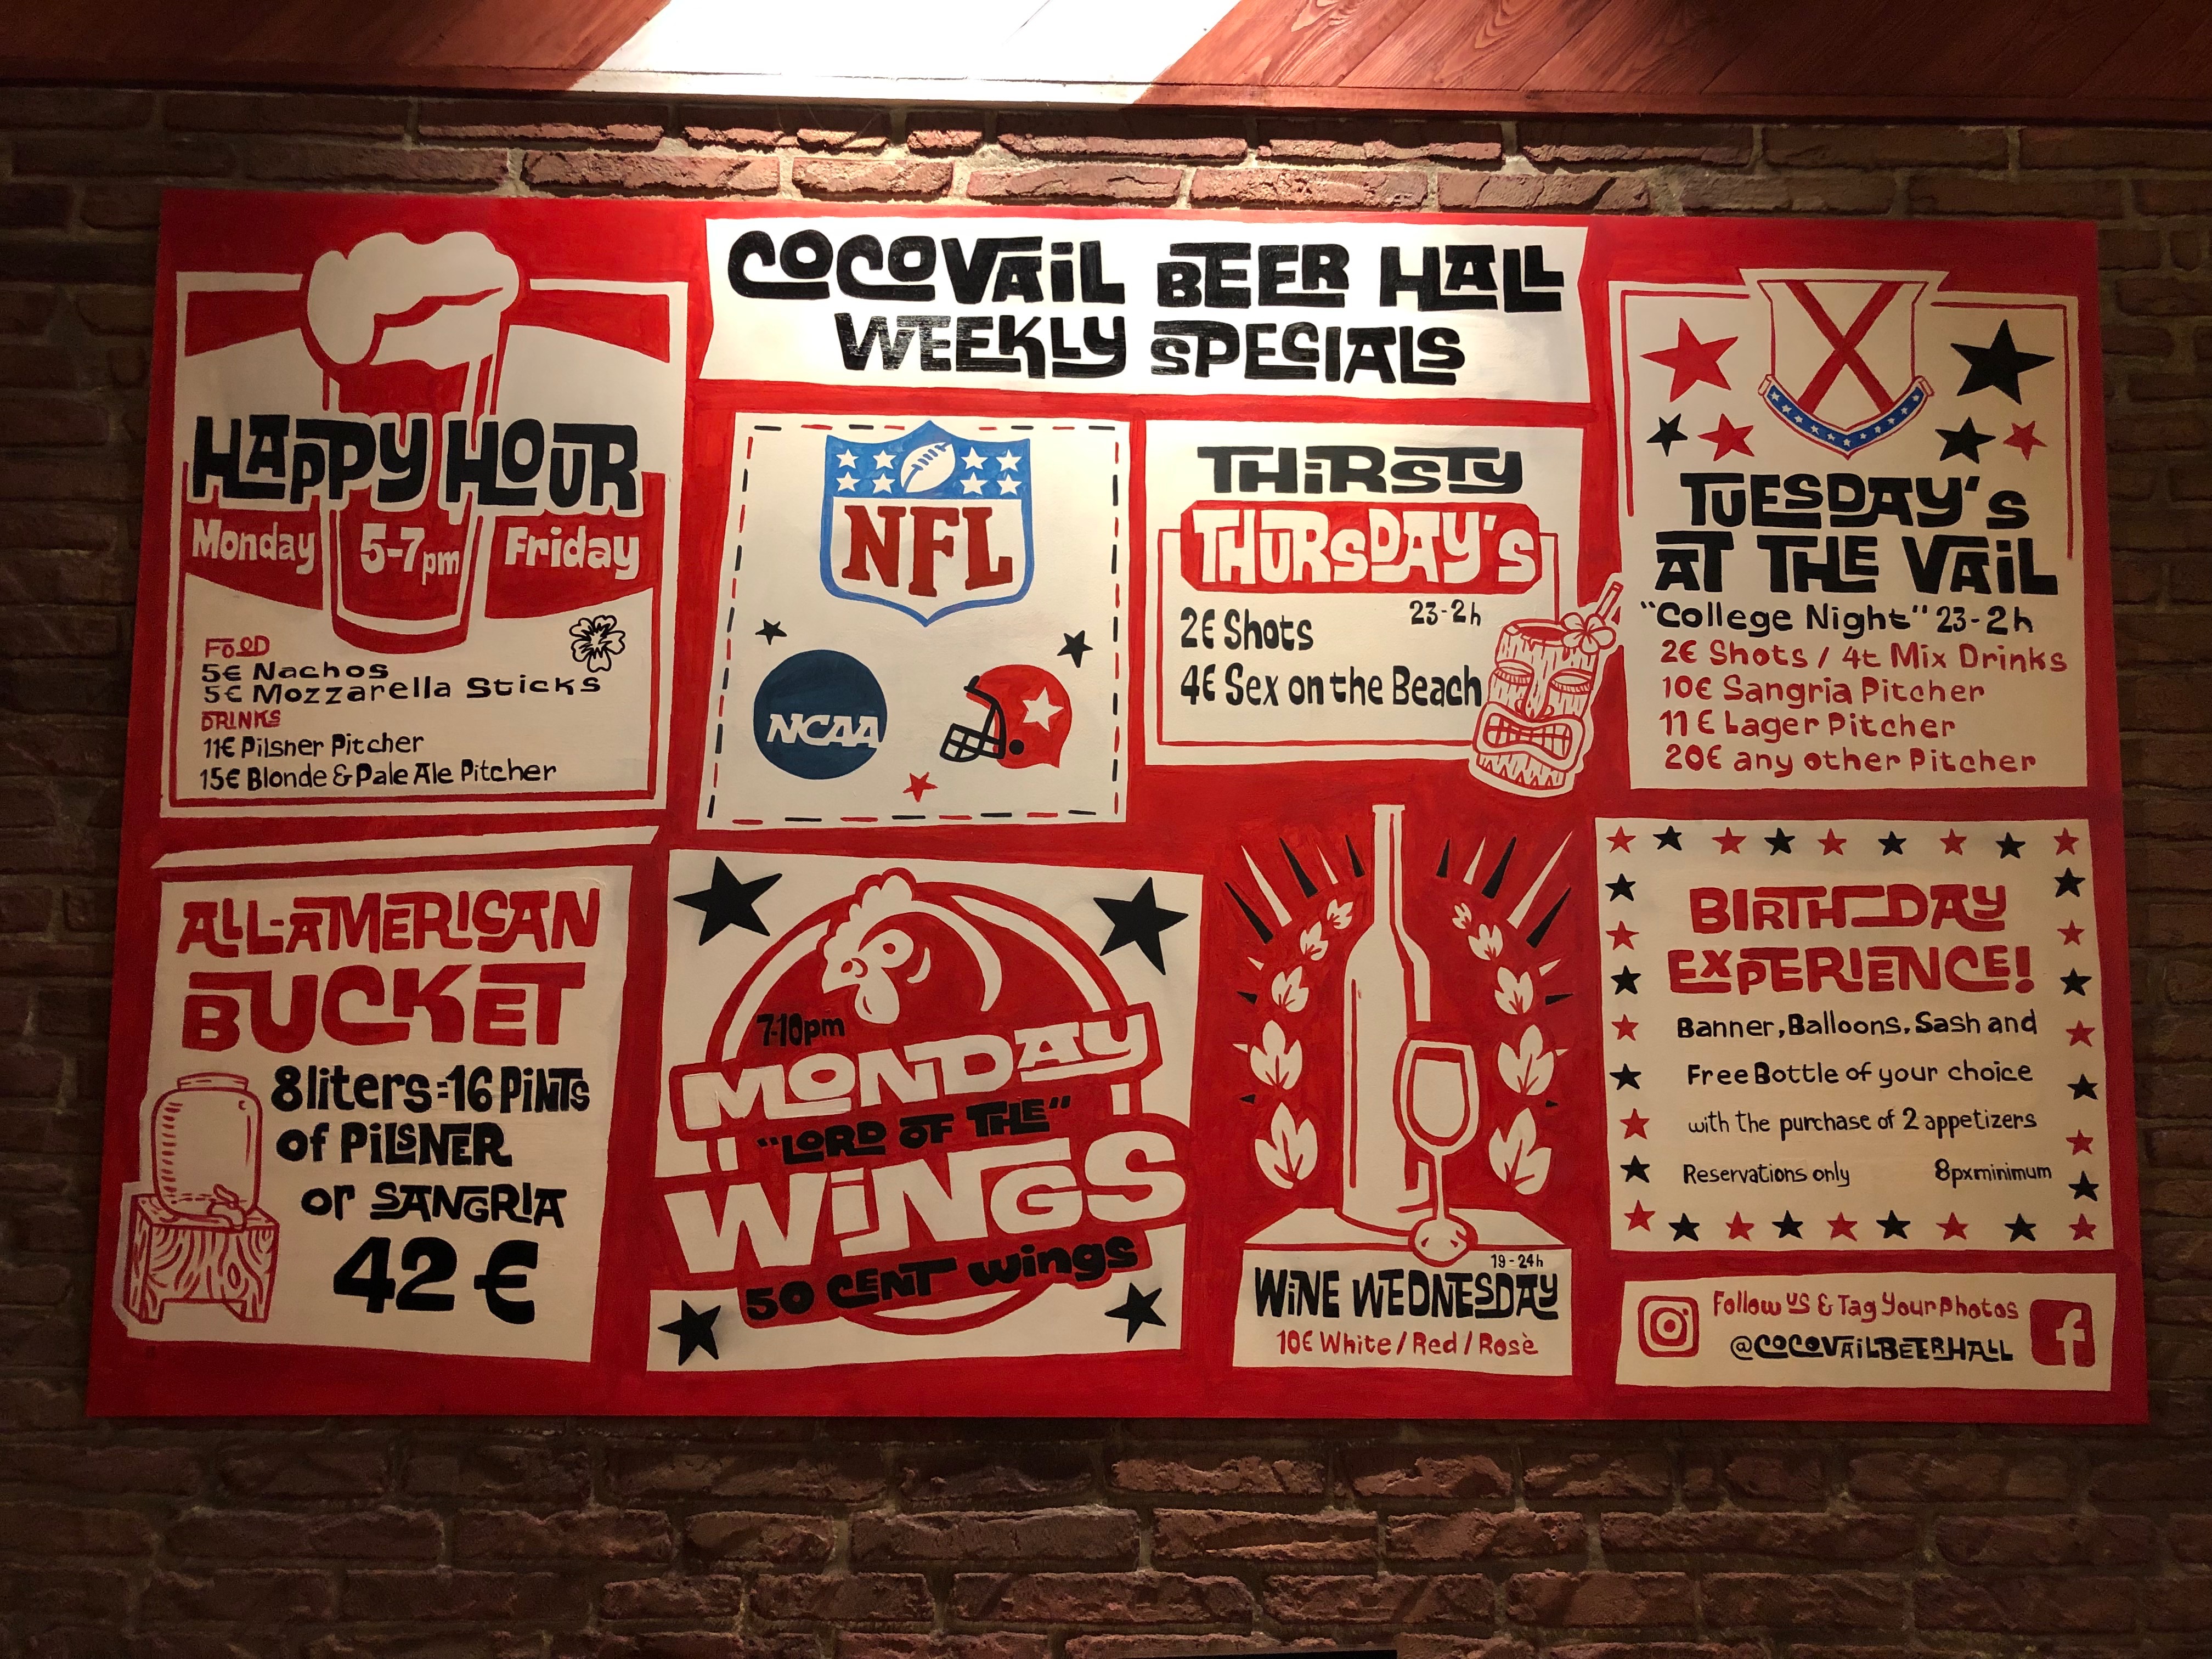 COCOVAIL BEER HALL
WEEKLY SPECIALS
HAPPY HOUR
Monday 5-7pm Friday
FOOD
5€ Nachos
5€ Mozzarella Sticks
DRINKS
11€ Pilsner Pitcher
15€ Blonde & Pale Ale Pitcher
NFL
NCAA
THIRSTY
THURSDAY'S
23-2h
2€ Shots
4€ Sex on the Beach
TUESDAY'S
AT THE VAIL
"College Night" 23-2h
2€ Shots / 4€ Mix Drinks
10€ Sangria Pitcher
11€ Lager Pitcher
20€ any other Pitcher
ALL-AMERICAN
BUCKET
8liters=16 PINTS
of PILSNER
or SANGRIA
42€
7-10pm
MONDAY
"LORD OF THE"
WINGS
50 CENT wings
19-24h
WINE WEDNESDAY
10€ White / Red / Rosè
BIRTHDAY
EXPERIENCE!
Banner, Balloons, Sash and
Free Bottle of your choice
with the purchase of 2 appetizers
Reservations only 8pxminimum
Follow us & Tag Your Photos
@COCOVAILBEERHALL